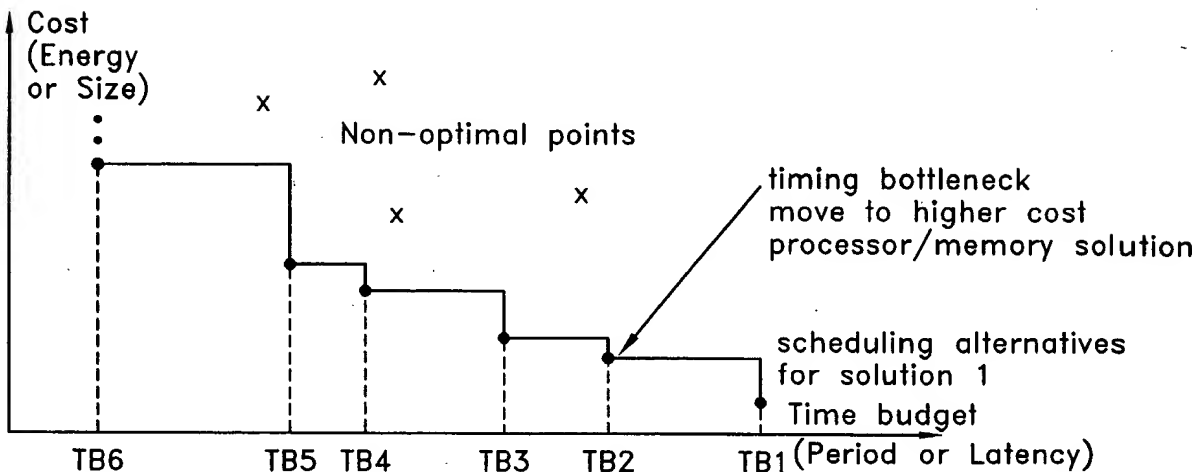 Cost
(Energy
or Size)
x
x
Non-optimal points
x
x
timing bottleneck
move to higher cost
processor/memory solution
scheduling alternatives
for solution 1
Time budget
(Period or Latency)
TB6
TB5
TB4
TB3
TB2
TB1